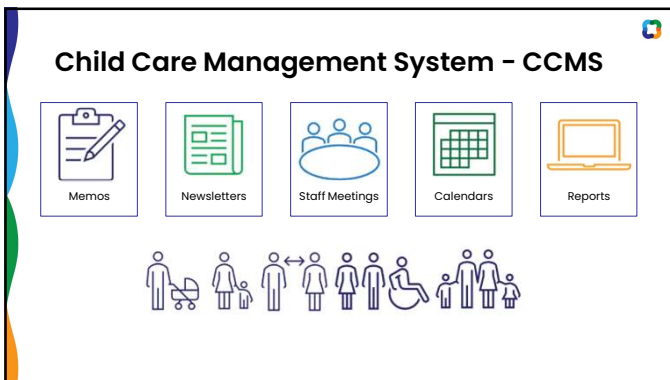 Child Care Management System - CCMS
Memos
Newsletters
Staff Meetings
Calendars
Reports